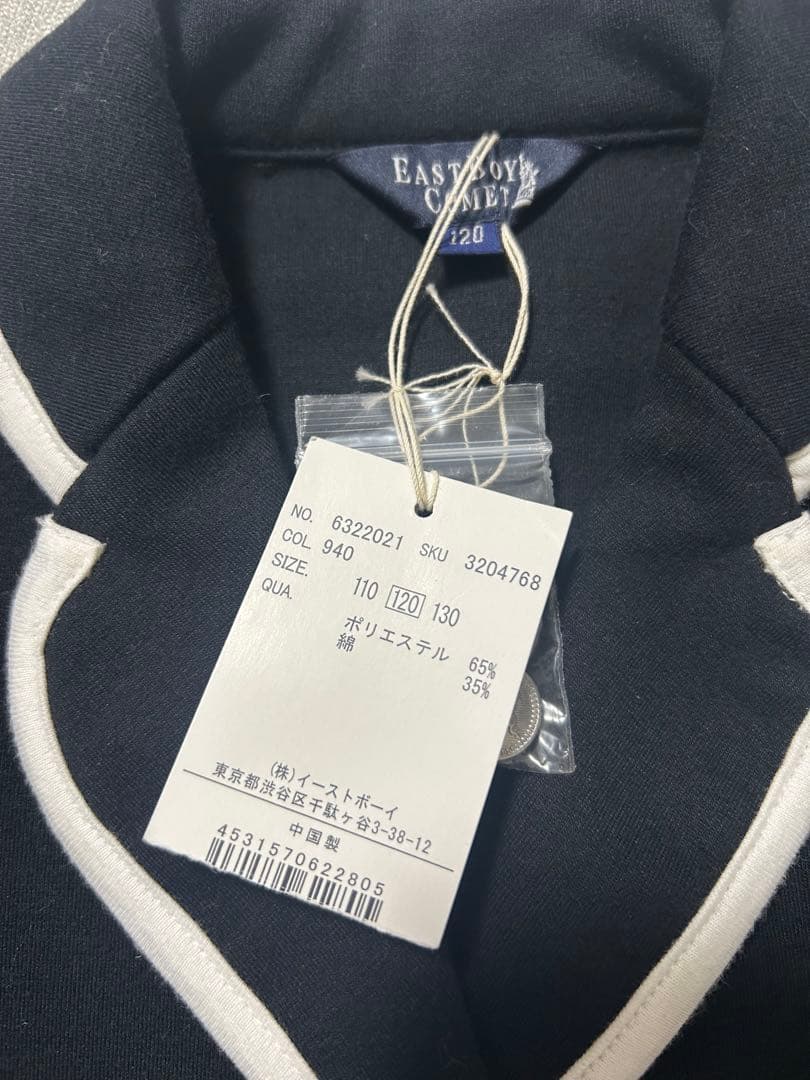 EAST BOY
COMET
120
NO. 6322021 SKU 3204768
COL 940
SIZE. 110 120 130
QUA. ポリエステル 65%
綿 35%
(株)イーストボーイ
東京都渋谷区千駄ヶ谷3-38-12
中国製
4531570622805